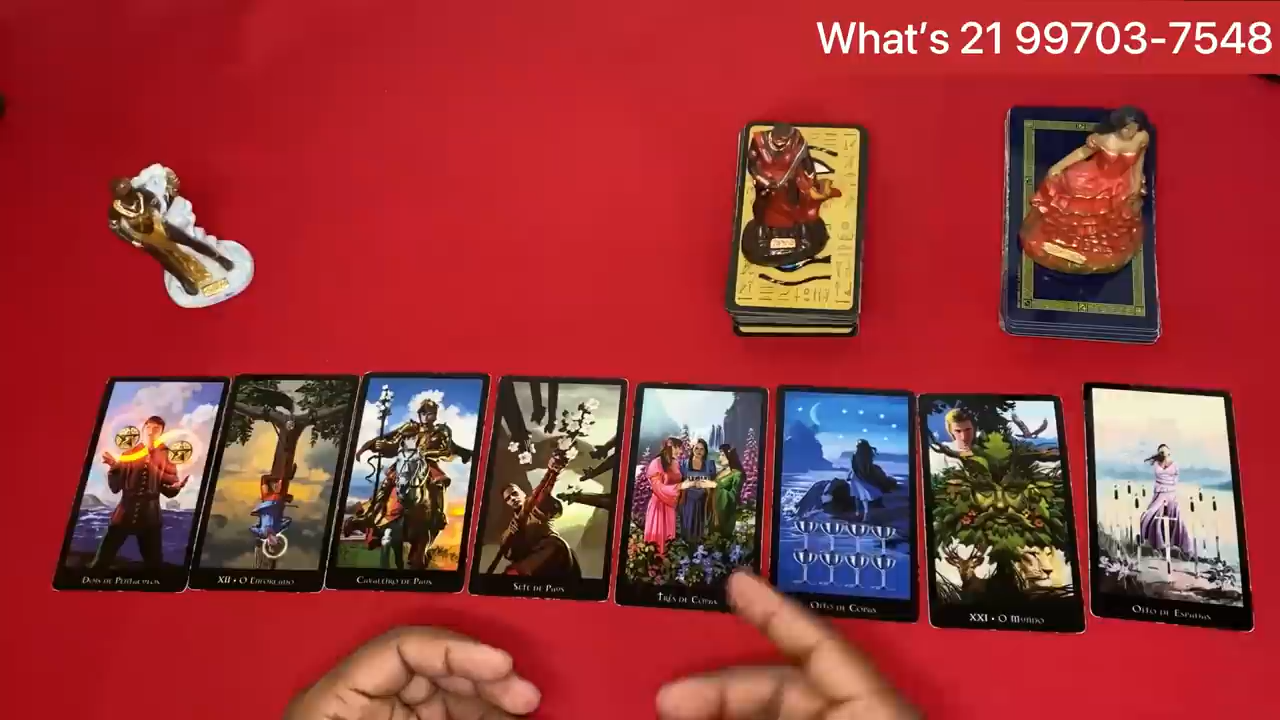 What’s 21 99703-7548
Dois de Pentáculos
XII • O Enforcado
Cavaleiro de Paus
Sete de Paus
Três de Copas
Oito de Copas
XXI • O Mundo
Oito de Espadas